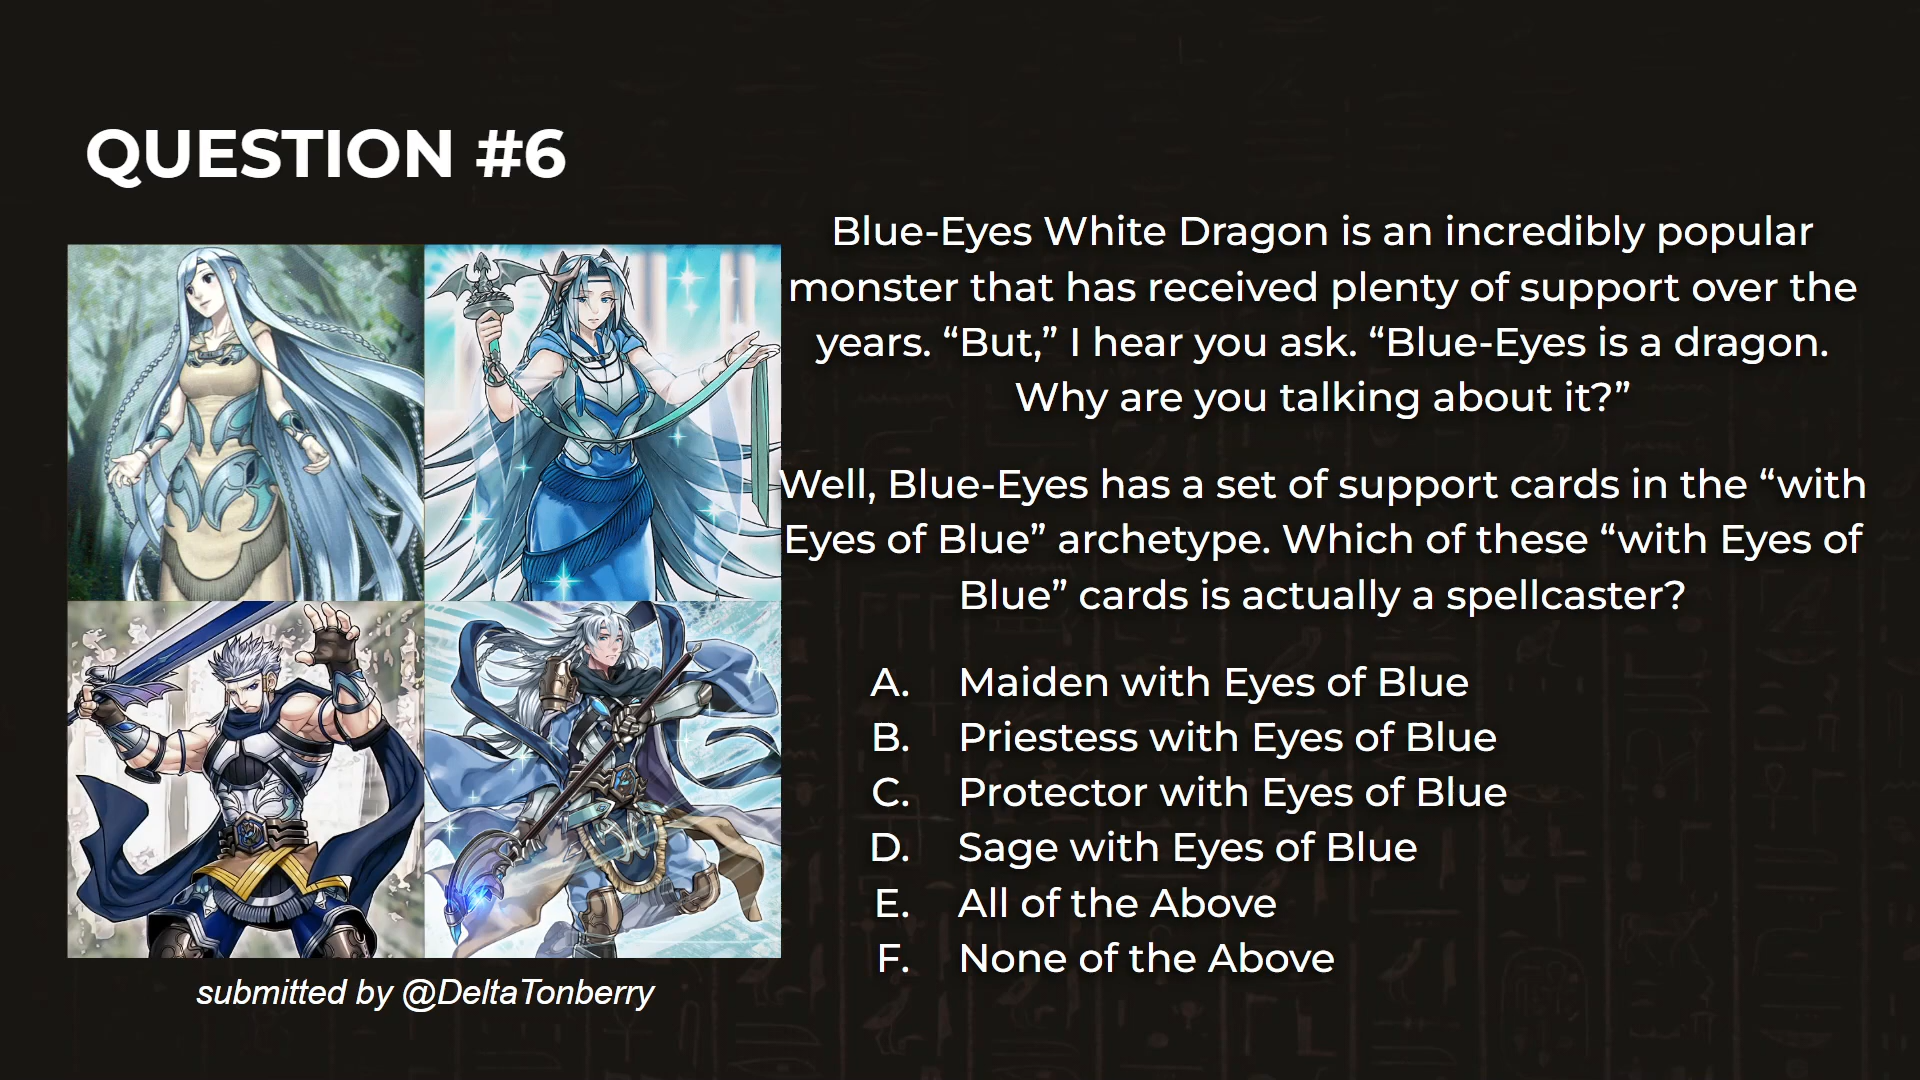 QUESTION #6
Blue-Eyes White Dragon is an incredibly popular
monster that has received plenty of support over the
years. “But,” I hear you ask. “Blue-Eyes is a dragon.
Why are you talking about it?”
Well, Blue-Eyes has a set of support cards in the “with
Eyes of Blue” archetype. Which of these “with Eyes of
Blue” cards is actually a spellcaster?
A. Maiden with Eyes of Blue
B. Priestess with Eyes of Blue
C. Protector with Eyes of Blue
D. Sage with Eyes of Blue
E. All of the Above
F. None of the Above
submitted by @DeltaTonberry